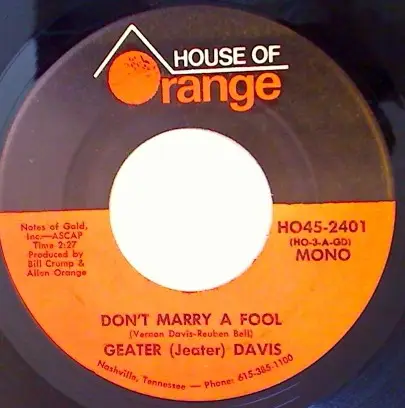 HOUSE OF
Orange
Notes of Gold,
Inc.—ASCAP
Time 2:27
Produced by
Bill Crump &
Allen Orange
HO45-2401
(HO-3-A-GD)
MONO
DON'T MARRY A FOOL
(Vernon Davis-Reuben Bell)
GEATER (Jeater) DAVIS
Nashville, Tennessee — Phone: 615-385-1100